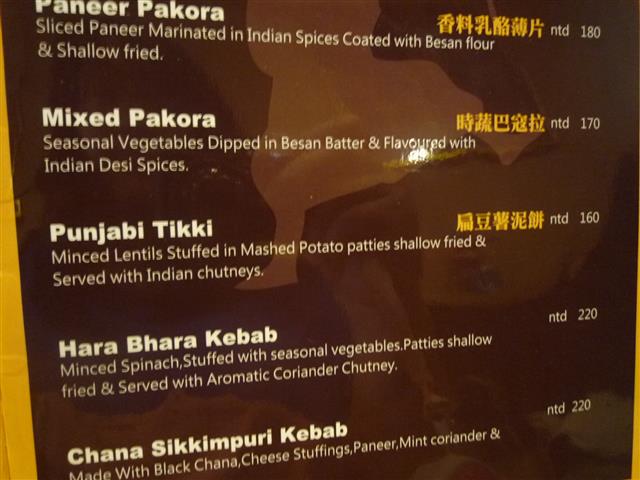 Paneer Pakora 香料乳酪薄片 ntd 180
Sliced Paneer Marinated in Indian Spices Coated with Besan flour
& Shallow fried.
Mixed Pakora 時蔬巴寇拉 ntd 170
Seasonal Vegetables Dipped in Besan Batter & Flavoured with
Indian Desi Spices.
Punjabi Tikki 扁豆薯泥餅 ntd 160
Minced Lentils Stuffed in Mashed Potato patties shallow fried &
Served with Indian chutneys.
Hara Bhara Kebab ntd 220
Minced Spinach,Stuffed with seasonal vegetables.Patties shallow
fried & Served with Aromatic Coriander Chutney.
Chana Sikkimpuri Kebab ntd 220
Made With Black Chana,Cheese Stuffings,Paneer,Mint coriander &